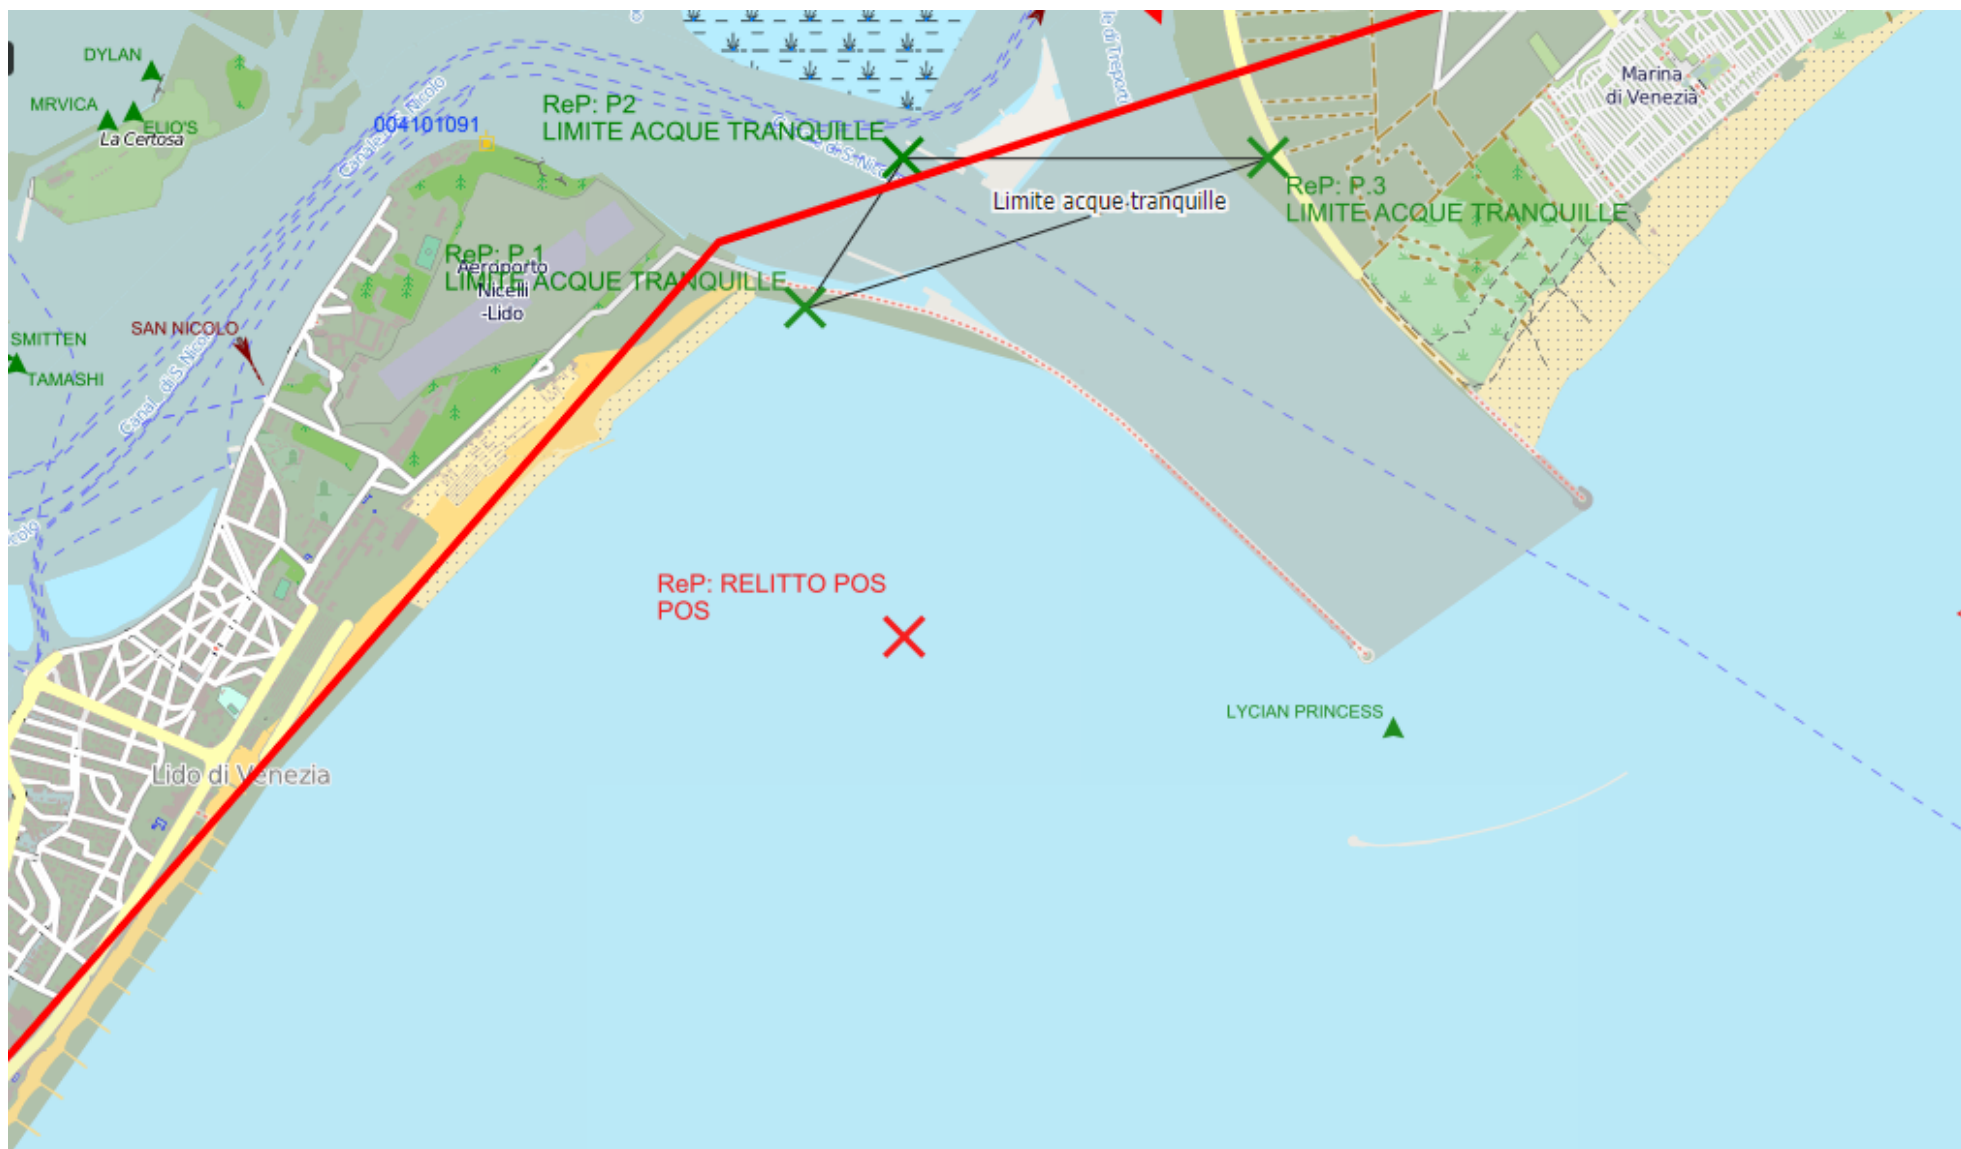 DYLAN
MRVICA
ELIO'S
La Certosa
004101091
ReP: P2
LIMITE ACQUE TRANQUILLE
Marina
di Venezia
ReP: P.3
LIMITE ACQUE TRANQUILLE
Limite acque tranquille
ReP: P.1
LIMITE ACQUE TRANQUILLE
Aeroporto
Nicelli
-Lido
SAN NICOLO
SMITTEN
TAMASHI
ReP: RELITTO POS
POS
LYCIAN PRINCESS
Lido di Venezia